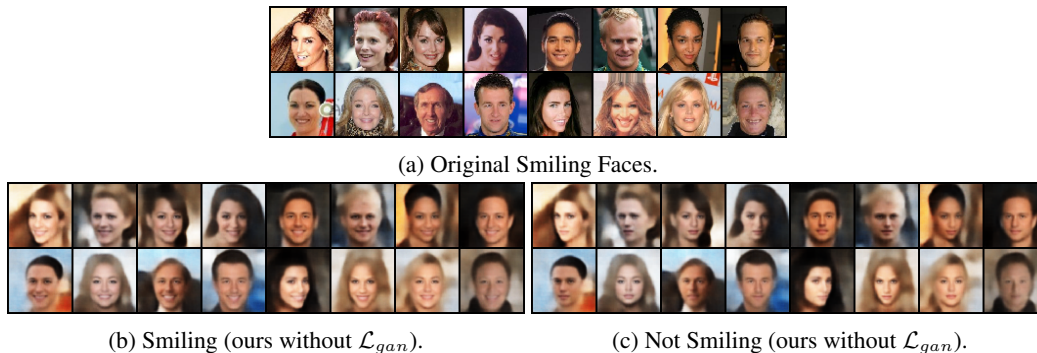 (a) Original Smiling Faces.
(b) Smiling (ours without $\mathcal{L}_{gan}$).
(c) Not Smiling (ours without $\mathcal{L}_{gan}$).